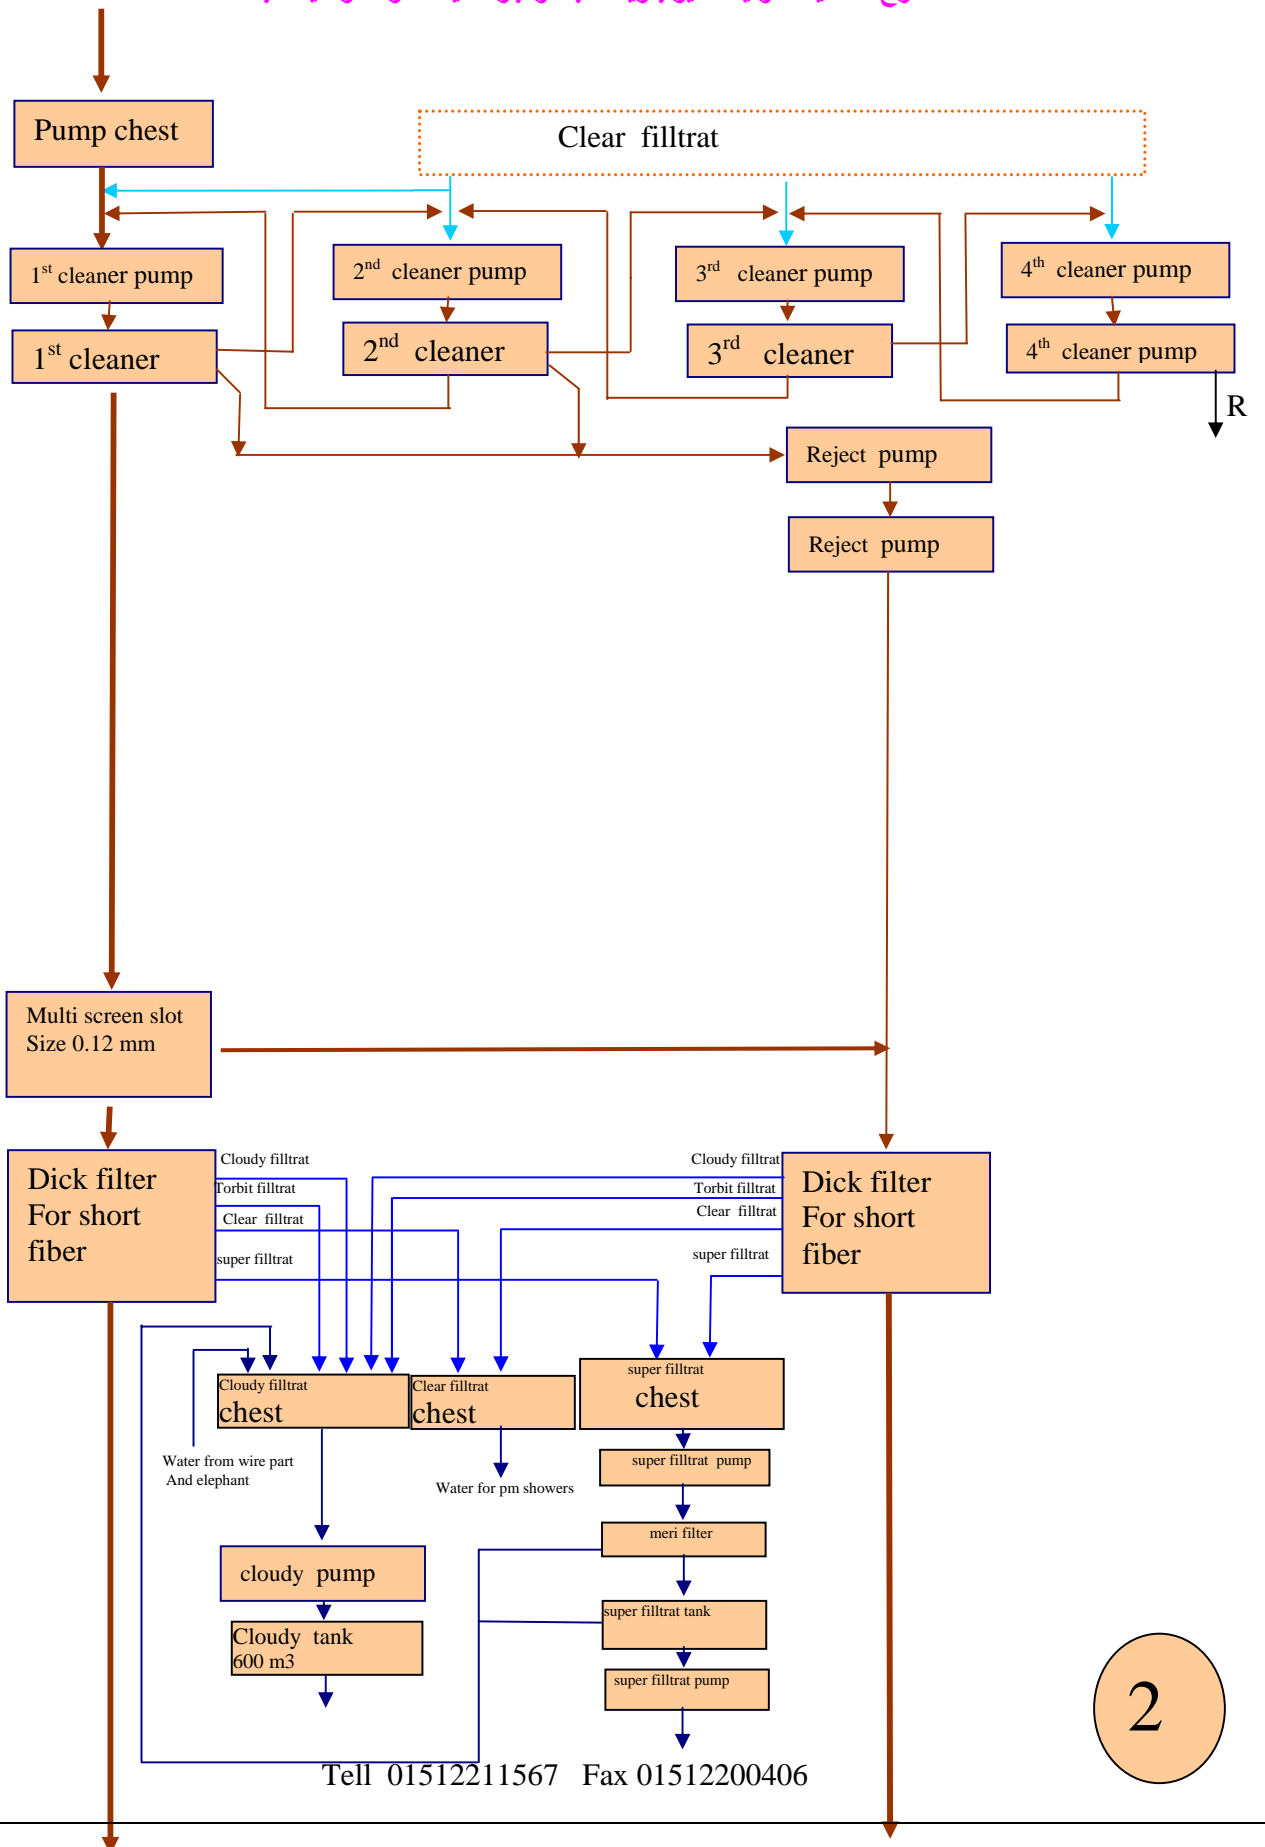 Pump chest
Clear filltrat
1st cleaner pump
2nd cleaner pump
3rd cleaner pump
4th cleaner pump
1st cleaner
2nd cleaner
3rd cleaner
4th cleaner pump
R
Reject pump
Reject pump
Multi screen slot
Size 0.12 mm
Dick filter
For short
fiber
Cloudy filltrat
Torbit filltrat
Clear filltrat
super filltrat
Cloudy filltrat
Torbit filltrat
Clear filltrat
super filltrat
Dick filter
For short
fiber
Cloudy filltrat
chest
Clear filltrat
chest
super filltrat
chest
Water from wire part
And elephant
Water for pm showers
super filltrat pump
meri filter
cloudy pump
super filltrat tank
Cloudy tank
600 m3
super filltrat pump
2
Tell 01512211567 Fax 01512200406